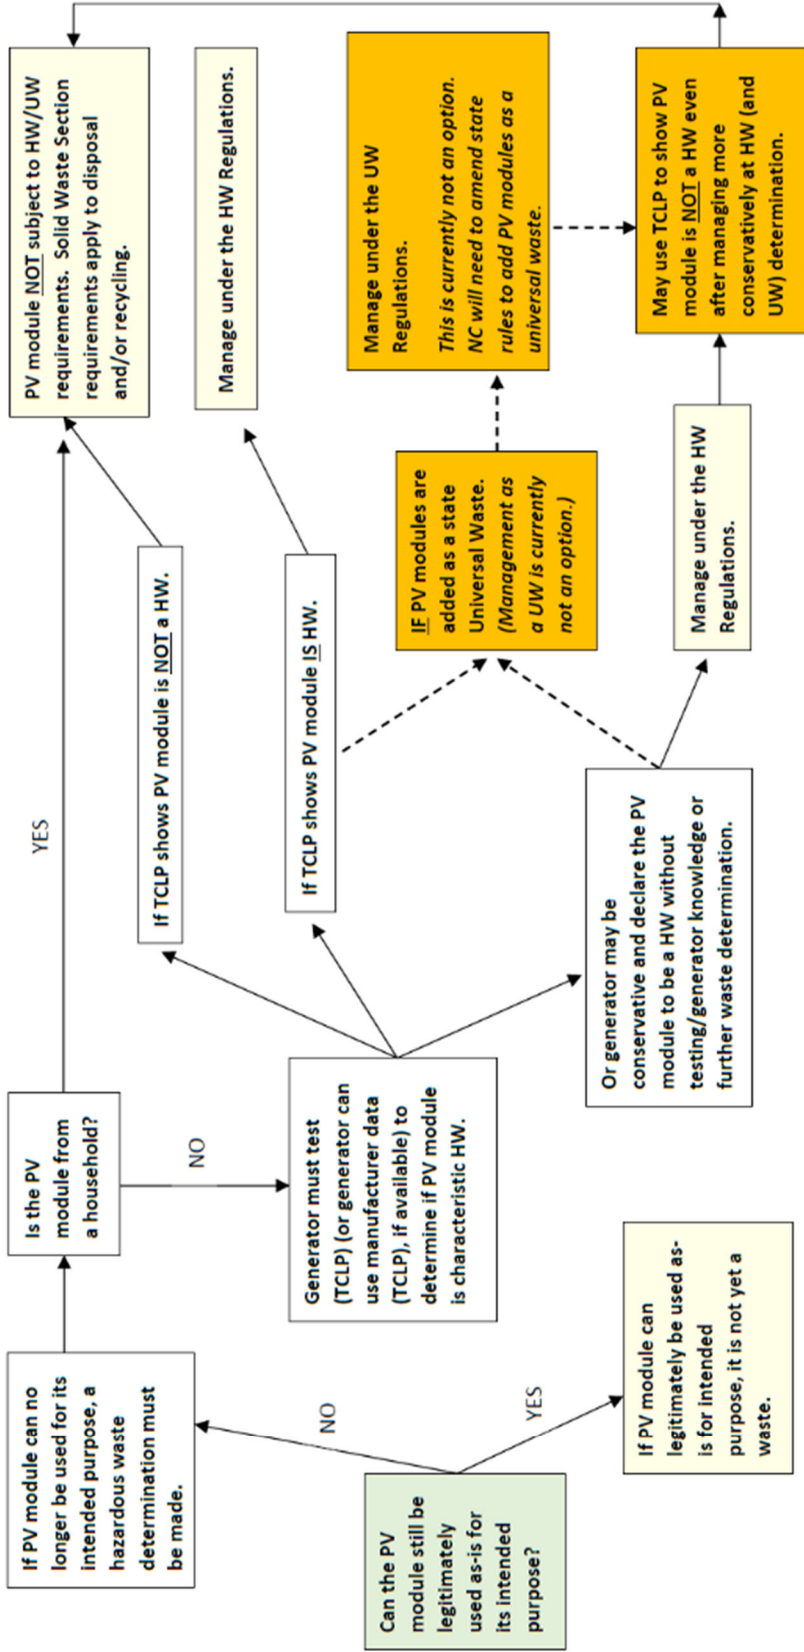 Can the PV
module still be
legitimately
used as-is for
its intended
purpose?
NO
YES
If PV module can no
longer be used for its
intended purpose, a
hazardous waste
determination must
be made.
If PV module can
legitimately be used as-
is for intended
purpose, it is not yet a
waste.
Is the PV
module from
a household?
YES
NO
Generator must test
(TCLP) (or generator can
use manufacturer data
(TCLP), if available) to
determine if PV module
is characteristic HW.
If TCLP shows PV module is NOT a HW.
If TCLP shows PV module IS HW.
Or generator may be
conservative and declare the PV
module to be a HW without
testing/generator knowledge or
further waste determination.
PV module NOT subject to HW/UW
requirements. Solid Waste Section
requirements apply to disposal
and/or recycling.
Manage under the HW Regulations.
IF PV modules are
added as a state
Universal Waste.
(Management as
a UW is currently
not an option.)
Manage under the UW
Regulations.
This is currently not an option.
NC will need to amend state
rules to add PV modules as a
universal waste.
Manage under the HW
Regulations.
May use TCLP to show PV
module is NOT a HW even
after managing more
conservatively at HW (and
UW) determination.